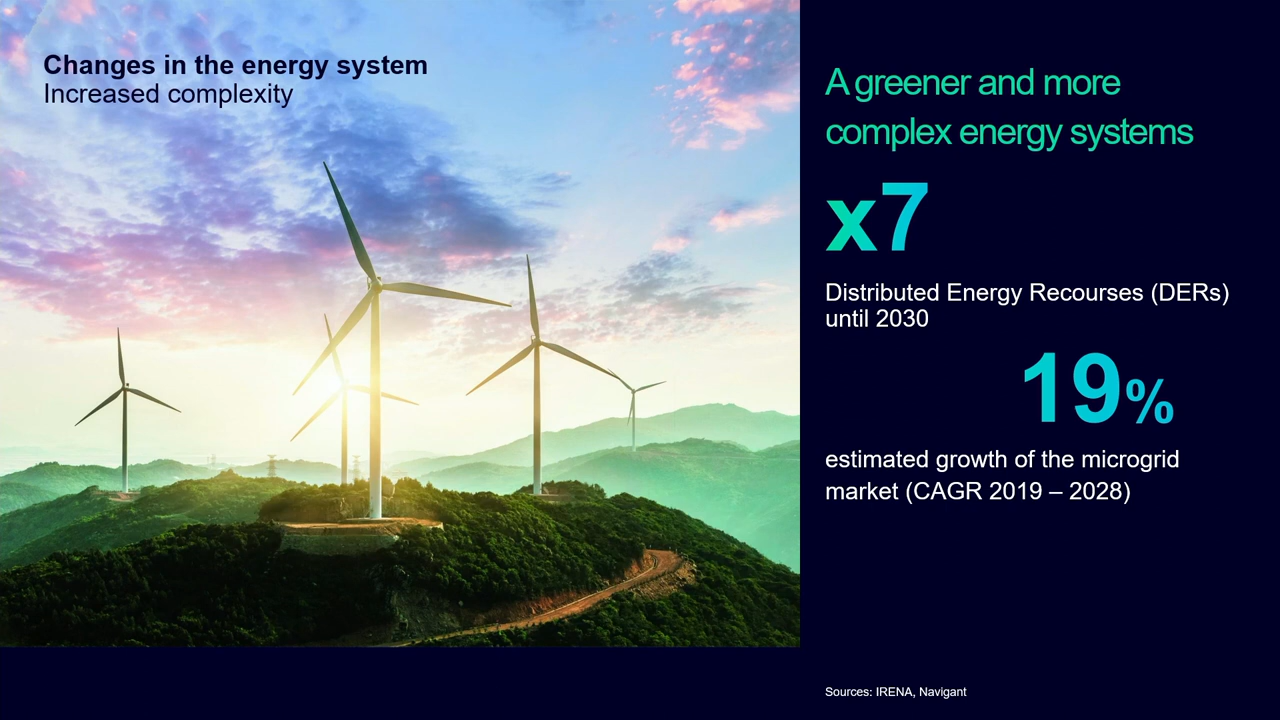 Changes in the energy system
Increased complexity
A greener and more
complex energy systems
x7
Distributed Energy Recourses (DERs)
until 2030
19%
estimated growth of the microgrid
market (CAGR 2019 – 2028)
Sources: IRENA, Navigant